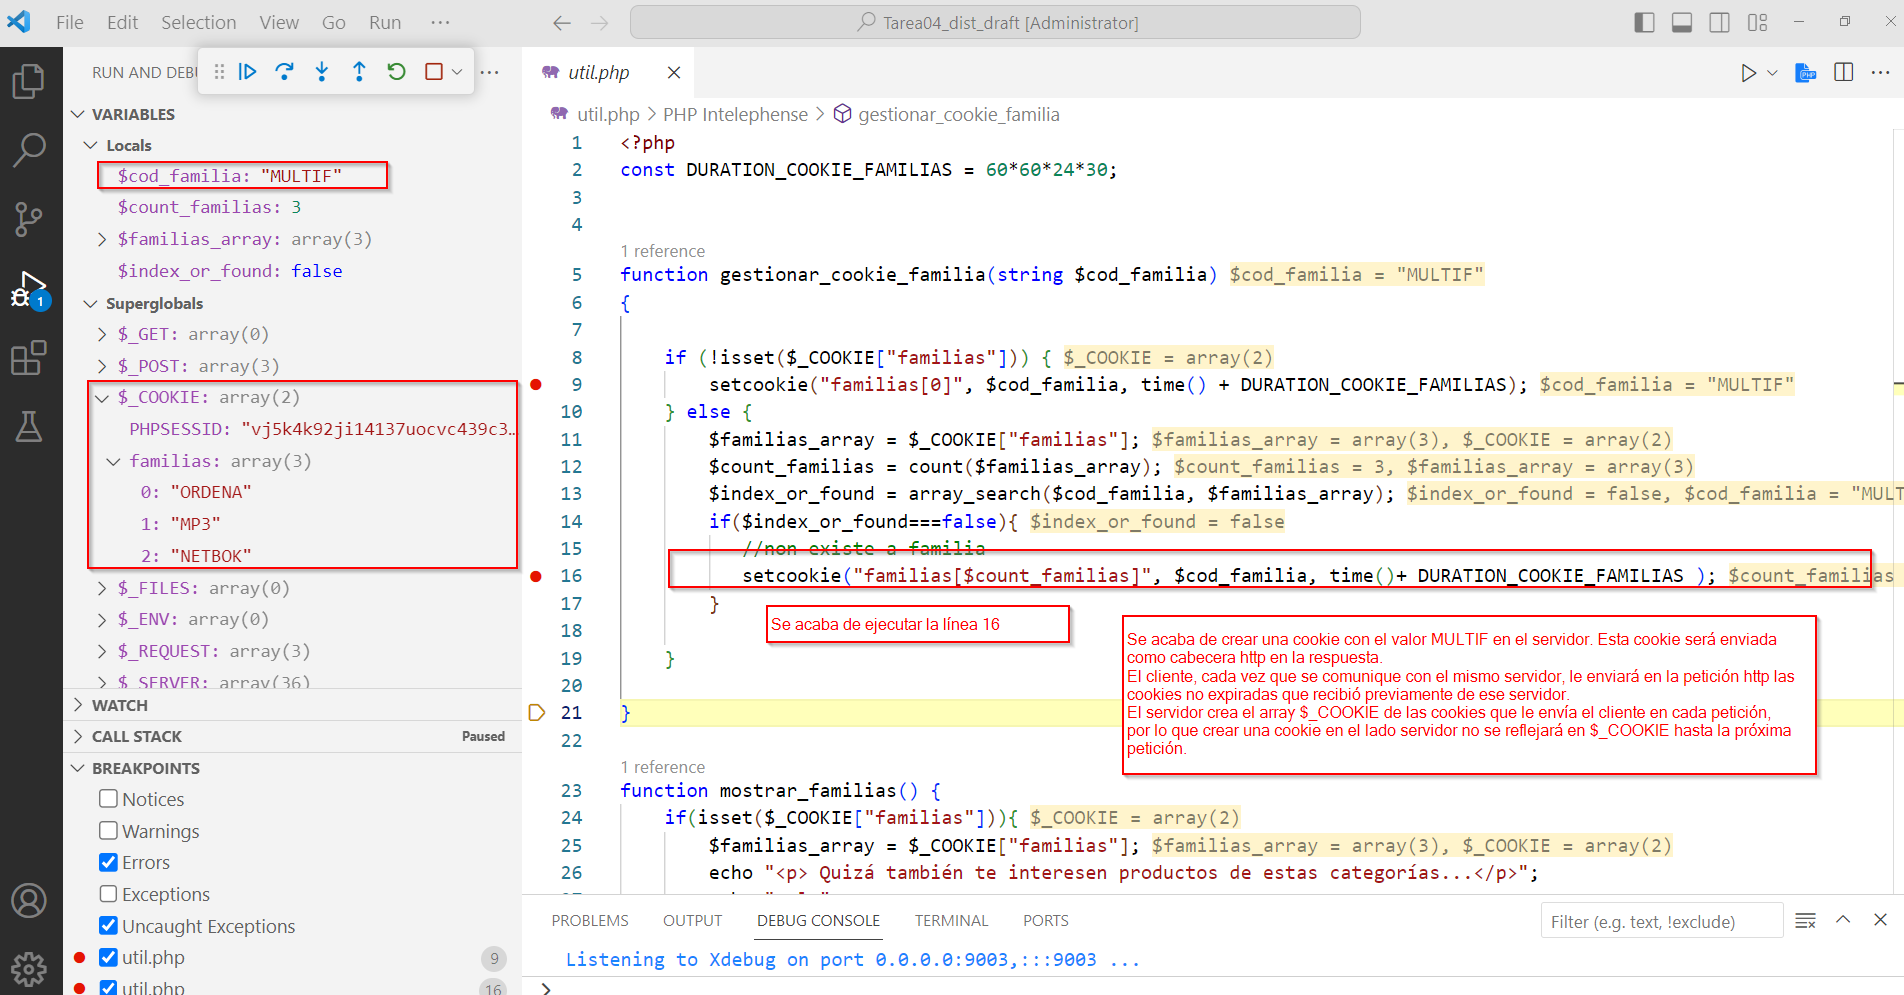 File Edit Selection View Go Run ··· Tarea04_dist_draft [Administrator]
RUN AND DEBU
VARIABLES
Locals
$cod_familia: "MULTIF"
$count_familias: 3
$familias_array: array(3)
$index_or_found: false
Superglobals
$_GET: array(0)
$_POST: array(3)
$_COOKIE: array(2)
PHPSESSID: "vj5k4k92ji14137uocvc439c3…
familias: array(3)
0: "ORDENA"
1: "MP3"
2: "NETBOK"
$_FILES: array(0)
$_ENV: array(0)
$_REQUEST: array(3)
$_SERVER: array(36)
WATCH
CALL STACK Paused
BREAKPOINTS
Notices
Warnings
Errors
Exceptions
Uncaught Exceptions
util.php 9
util.php 16
1
util.php
PHP
util.php > PHP Intelephense > gestionar_cookie_familia
1 <?php
2 const DURATION_COOKIE_FAMILIAS = 60*60*24*30;
3
4
1 reference
5 function gestionar_cookie_familia(string $cod_familia) $cod_familia = "MULTIF"
6 {
7
8 if (!isset($_COOKIE["familias"])) { $_COOKIE = array(2)
9 setcookie("familias[0]", $cod_familia, time() + DURATION_COOKIE_FAMILIAS); $cod_familia = "MULTIF"
10 } else {
11 $familias_array = $_COOKIE["familias"]; $familias_array = array(3), $_COOKIE = array(2)
12 $count_familias = count($familias_array); $count_familias = 3, $familias_array = array(3)
13 $index_or_found = array_search($cod_familia, $familias_array); $index_or_found = false, $cod_familia = "MULT
14 if($index_or_found===false){ $index_or_found = false
15 //non existe a familia
16 setcookie("familias[$count_familias]", $cod_familia, time()+ DURATION_COOKIE_FAMILIAS ); $count_familias
17 }
18
19 }
20
21 }
22
Se acaba de ejecutar la línea 16
Se acaba de crear una cookie con el valor MULTIF en el servidor. Esta cookie será enviada
como cabecera http en la respuesta.
El cliente, cada vez que se comunique con el mismo servidor, le enviará en la petición http las
cookies no expiradas que recibió previamente de ese servidor.
El servidor crea el array $_COOKIE de las cookies que le envía el cliente en cada petición,
por lo que crear una cookie en el lado servidor no se reflejará en $_COOKIE hasta la próxima
petición.
1 reference
23 function mostrar_familias() {
24 if(isset($_COOKIE["familias"])){ $_COOKIE = array(2)
25 $familias_array = $_COOKIE["familias"]; $familias_array = array(3), $_COOKIE = array(2)
26 echo "<p> Quizá también te interesen productos de estas categorías...</p>";
PROBLEMS OUTPUT DEBUG CONSOLE TERMINAL PORTS Filter (e.g. text, !exclude)
Listening to Xdebug on port 0.0.0.0:9003,:::9003 ...
>